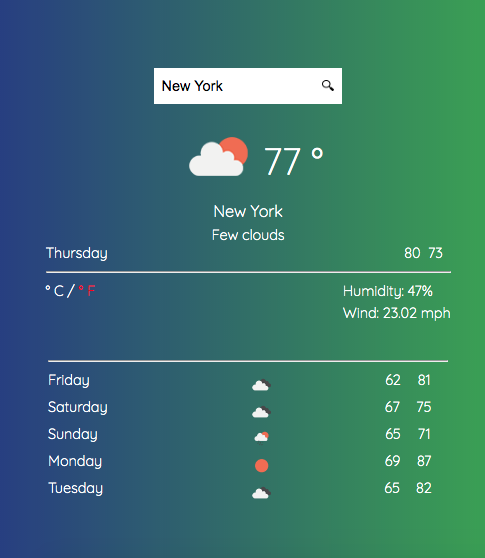 New York
77 °
New York
Few clouds
Thursday 80 73
° C / ° F Humidity: 47%
Wind: 23.02 mph
Friday 62 81
Saturday 67 75
Sunday 65 71
Monday 69 87
Tuesday 65 82